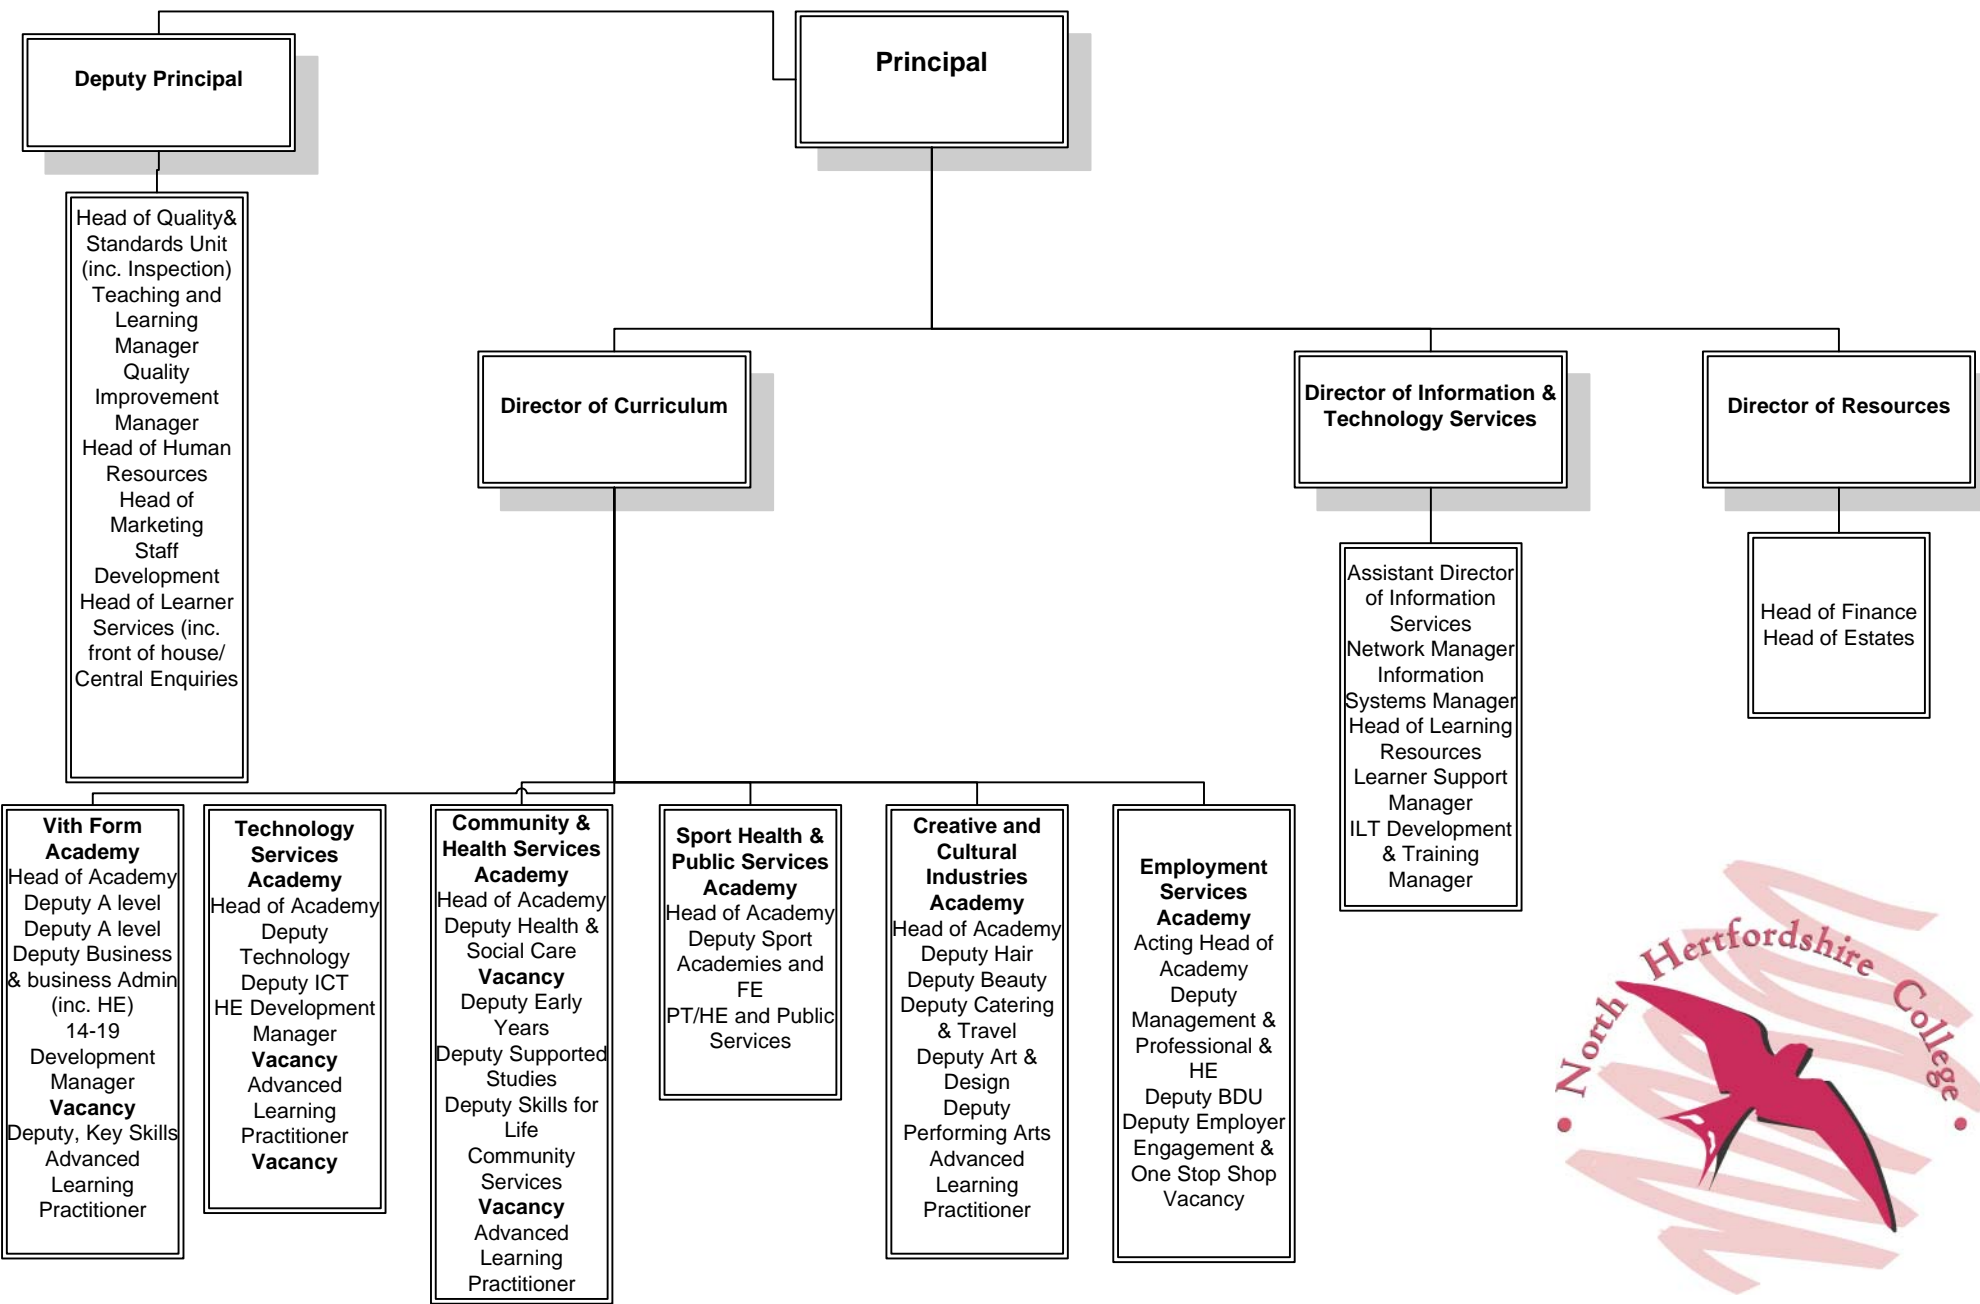 Principal
Deputy Principal
Head of Quality&
Standards Unit
(inc. Inspection)
Teaching and
Learning
Manager
Quality
Improvement
Manager
Head of Human
Resources
Head of
Marketing
Staff
Development
Head of Learner
Services (inc.
front of house/
Central Enquiries
Director of Curriculum
Director of Information &
Technology Services
Director of Resources
Assistant Director
of Information
Services
Network Manager
Information
Systems Manager
Head of Learning
Resources
Learner Support
Manager
ILT Development
& Training
Manager
Head of Finance
Head of Estates
Vith Form
Academy
Head of Academy
Deputy A level
Deputy A level
Deputy Business
& business Admin
(inc. HE)
14-19
Development
Manager
Vacancy
Deputy, Key Skills
Advanced
Learning
Practitioner
Technology
Services
Academy
Head of Academy
Deputy
Technology
Deputy ICT
HE Development
Manager
Vacancy
Advanced
Learning
Practitioner
Vacancy
Community &
Health Services
Academy
Head of Academy
Deputy Health &
Social Care
Vacancy
Deputy Early
Years
Deputy Supported
Studies
Deputy Skills for
Life
Community
Services
Vacancy
Advanced
Learning
Practitioner
Sport Health &
Public Services
Academy
Head of Academy
Deputy Sport
Academies and
FE
PT/HE and Public
Services
Creative and
Cultural
Industries
Academy
Head of Academy
Deputy Hair
Deputy Beauty
Deputy Catering
& Travel
Deputy Art &
Design
Deputy
Performing Arts
Advanced
Learning
Practitioner
Employment
Services
Academy
Acting Head of
Academy
Deputy
Management &
Professional &
HE
Deputy BDU
Deputy Employer
Engagement &
One Stop Shop
Vacancy
• North Hertfordshire College •